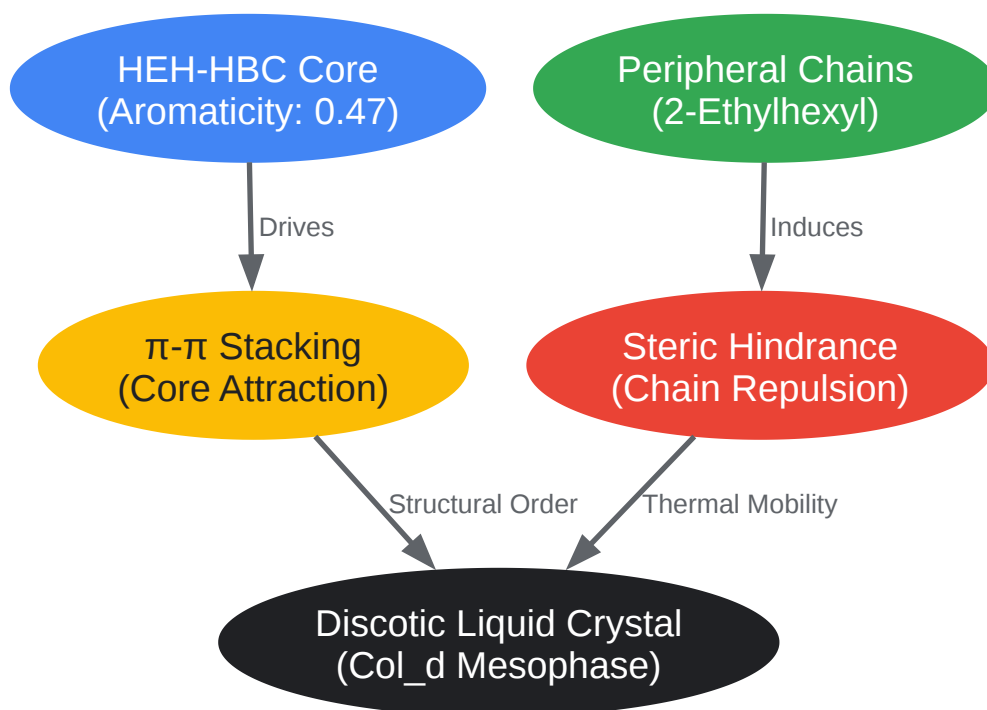 HEH-HBC Core
(Aromaticity: 0.47)
Peripheral Chains
(2-Ethylhexyl)
Drives
Induces
π-π Stacking
(Core Attraction)
Steric Hindrance
(Chain Repulsion)
Structural Order
Thermal Mobility
Discotic Liquid Crystal
(Col_d Mesophase)